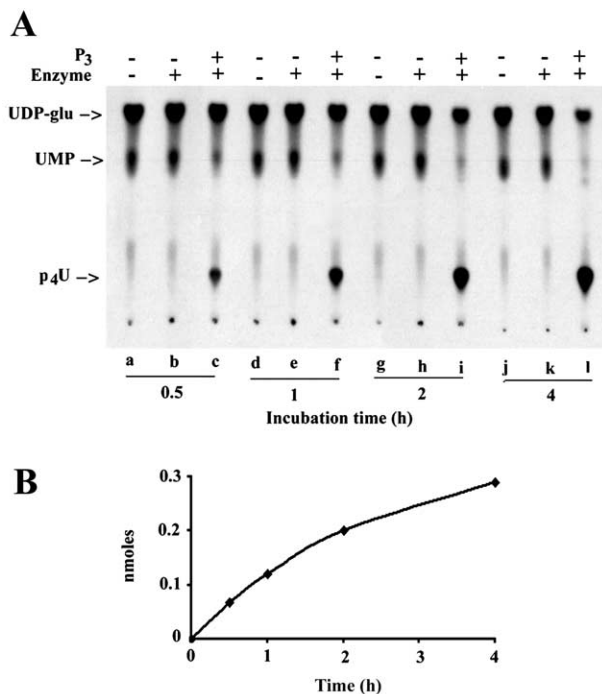 A
P3 - - + - - + - - + - - +
Enzyme - + + - + + - + + - + +
UDP-glu –>
UMP –>
p4U –>
a b c d e f g h i j k l
0.5 1 2 4
Incubation time (h)
B
0.3
0.2
0.1
0
nmoles
0 1 2 3 4
Time (h)